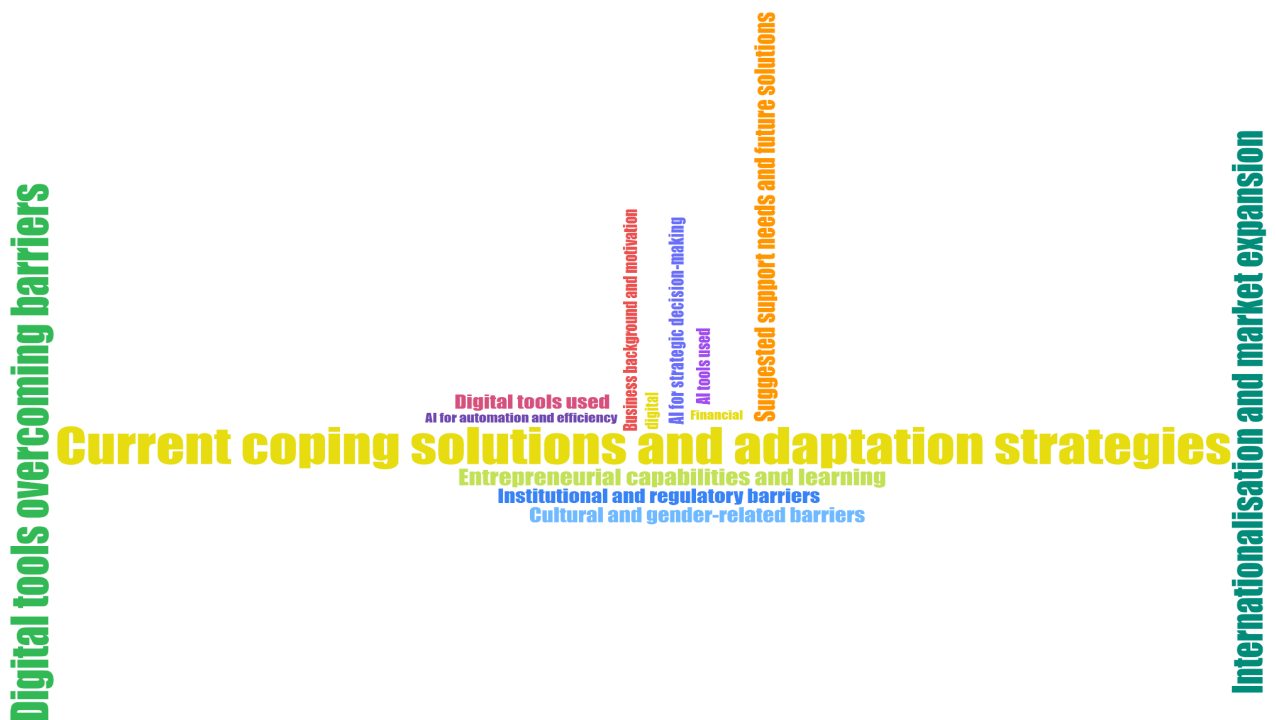 Digital tools overcoming barriers
Digital tools used
AI for automation and efficiency
Business background and motivation
digital
AI for strategic decision-making
AI tools used
Financial
Suggested support needs and future solutions
Current coping solutions and adaptation strategies
Entrepreneurial capabilities and learning
Institutional and regulatory barriers
Cultural and gender-related barriers
Internationalisation and market expansion